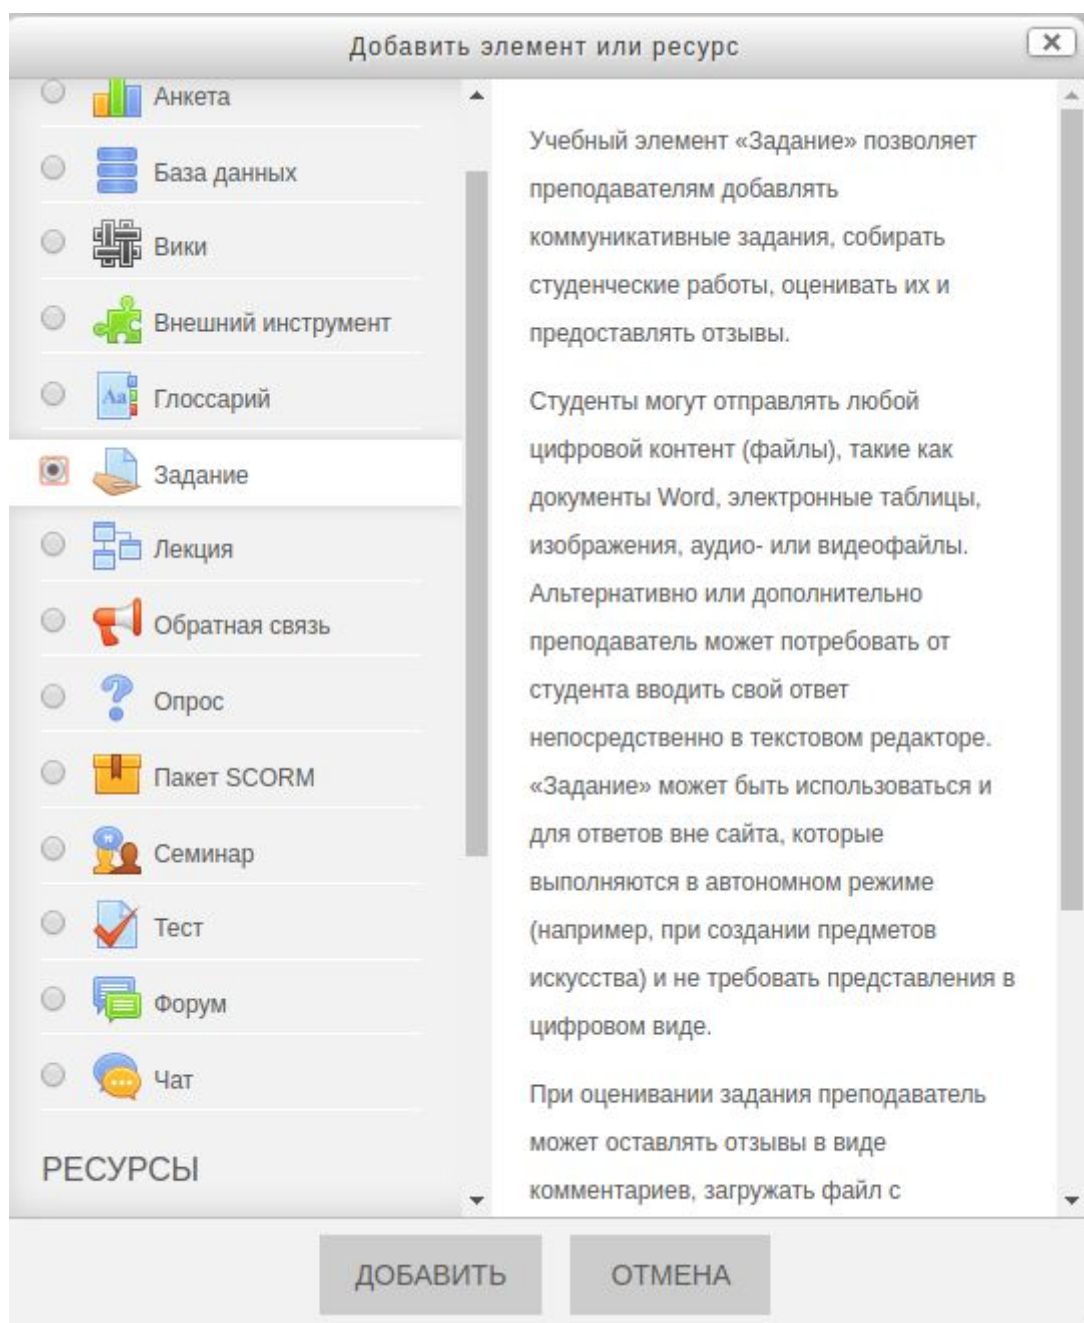 Добавить элемент или ресурс
Анкета
База данных
Вики
Внешний инструмент
Глоссарий
Задание
Лекция
Обратная связь
Опрос
Пакет SCORM
Семинар
Тест
Форум
Чат
РЕСУРСЫ
Учебный элемент «Задание» позволяет
преподавателям добавлять
коммуникативные задания, собирать
студенческие работы, оценивать их и
предоставлять отзывы.
Студенты могут отправлять любой
цифровой контент (файлы), такие как
документы Word, электронные таблицы,
изображения, аудио- или видеофайлы.
Альтернативно или дополнительно
преподаватель может потребовать от
студента вводить свой ответ
непосредственно в текстовом редакторе.
«Задание» может быть использоваться и
для ответов вне сайта, которые
выполняются в автономном режиме
(например, при создании предметов
искусства) и не требовать представления в
цифровом виде.
При оценивании задания преподаватель
может оставлять отзывы в виде
комментариев, загружать файл с
ДОБАВИТЬ
ОТМЕНА